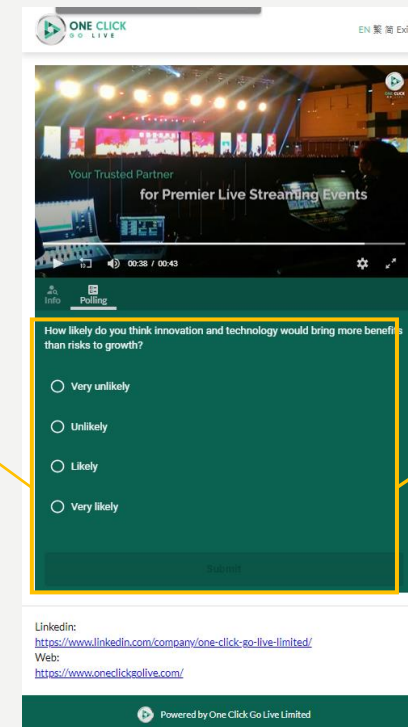 ONE CLICK
GO LIVE
EN 繁 简 Exi
ONE CLICK
Your Trusted Partner
for Premier Live Streaming Events
00:38 / 00:43
Info Polling
How likely do you think innovation and technology would bring more benefits
than risks to growth?
Very unlikely
Unlikely
Likely
Very likely
Submit
Linkedin:
https://www.linkedin.com/company/one-click-go-live-limited/
Web:
https://www.oneclickgolive.com/
Powered by One Click Go Live Limited